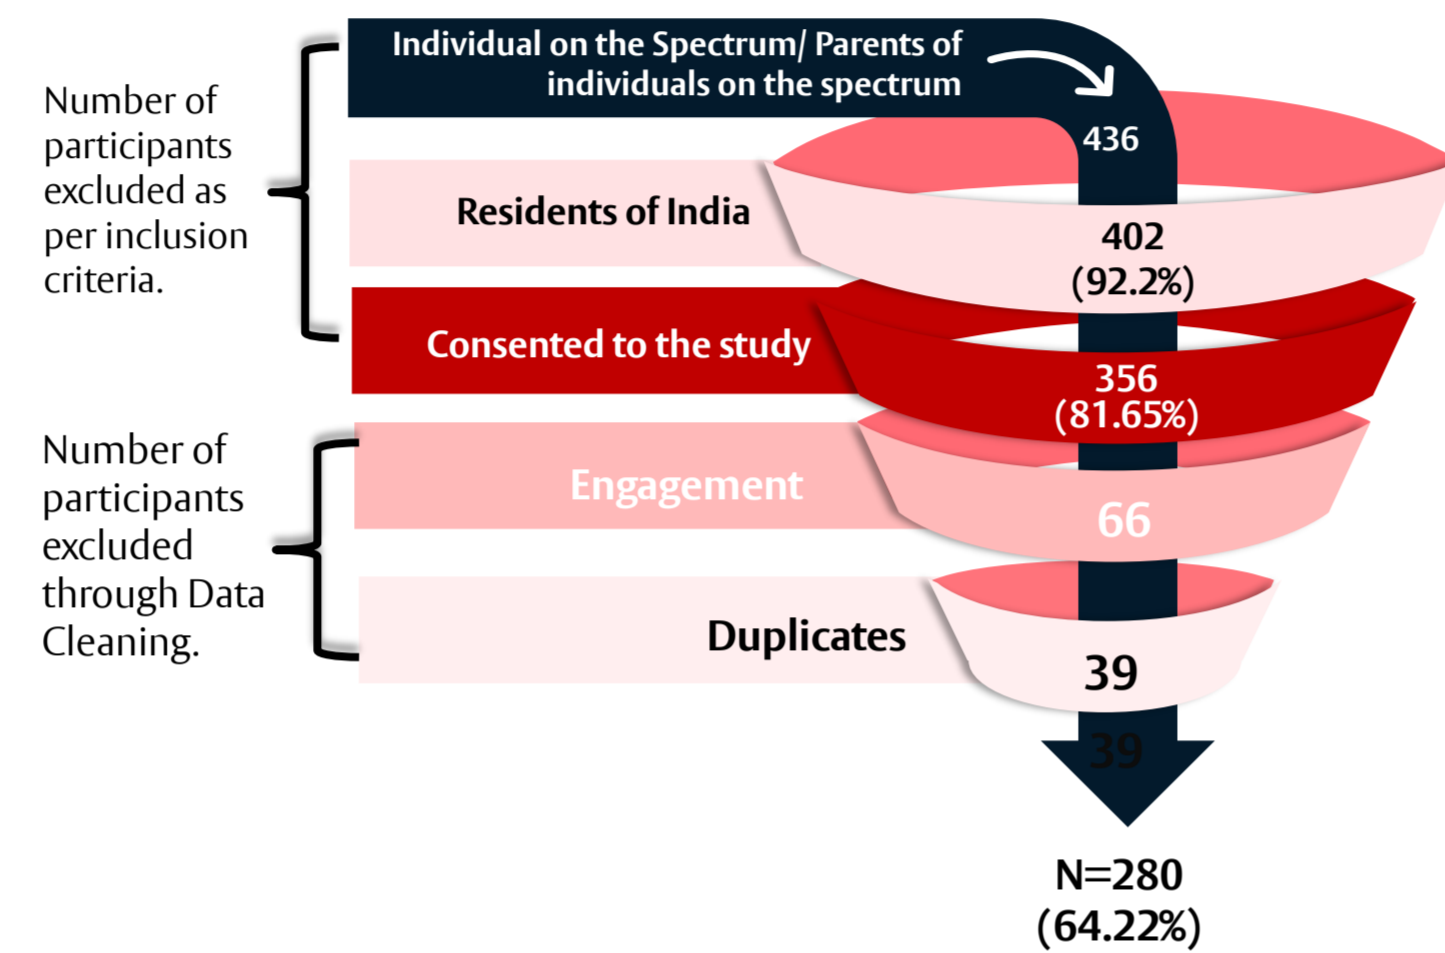 Number of
participants
excluded as
per inclusion
criteria.
Individual on the Spectrum/ Parents of
individuals on the spectrum
436
Residents of India
402
(92.2%)
Consented to the study
356
(81.65%)
Number of
participants
excluded
through Data
Cleaning.
Engagement
66
Duplicates
39
39
N=280
(64.22%)